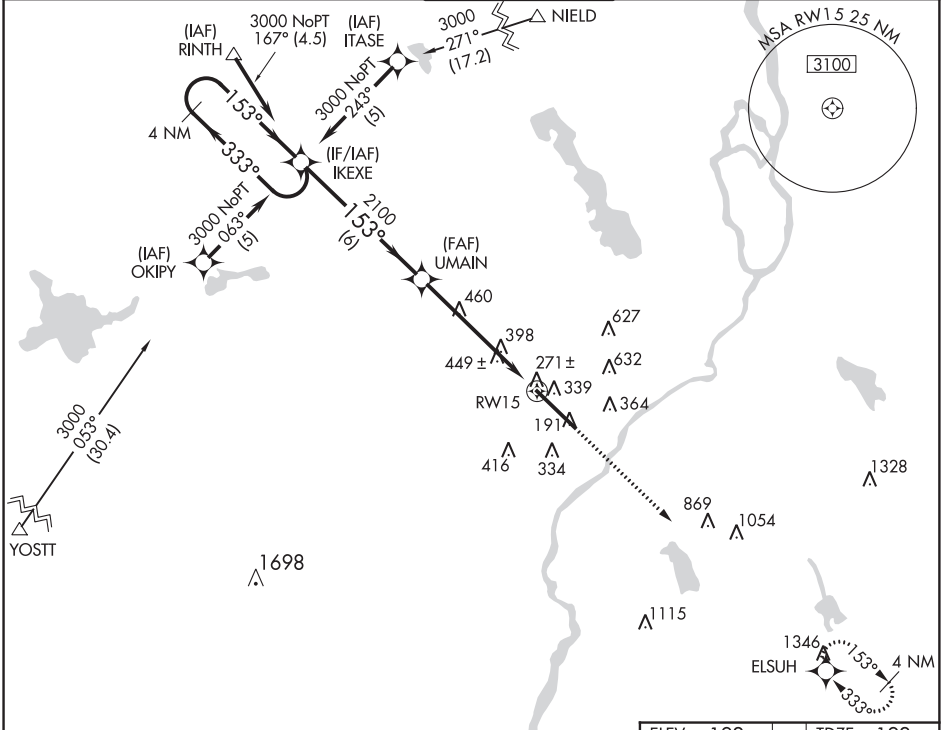 (IAF)
RINTH
3000 NoPT
167° (4.5)
(IAF)
ITASE
3000
271°
(17.2)
NIELD
MSA RW15 25 NM
3100
153°
4 NM
333°
3000 NoPT
243°
(5)
(IF/IAF)
IKEXE
3000 NoPT
063°
(5)
(IAF)
OKIPY
2100
153°
(6)
(FAF)
UMAIN
460
398
449 ±
627
271 ±
632
339
RW15
364
191
416
334
3000
053°
(30.4)
YOSTT
1328
869
1054
1698
1115
1346
ELSUH
153°
4 NM
333°